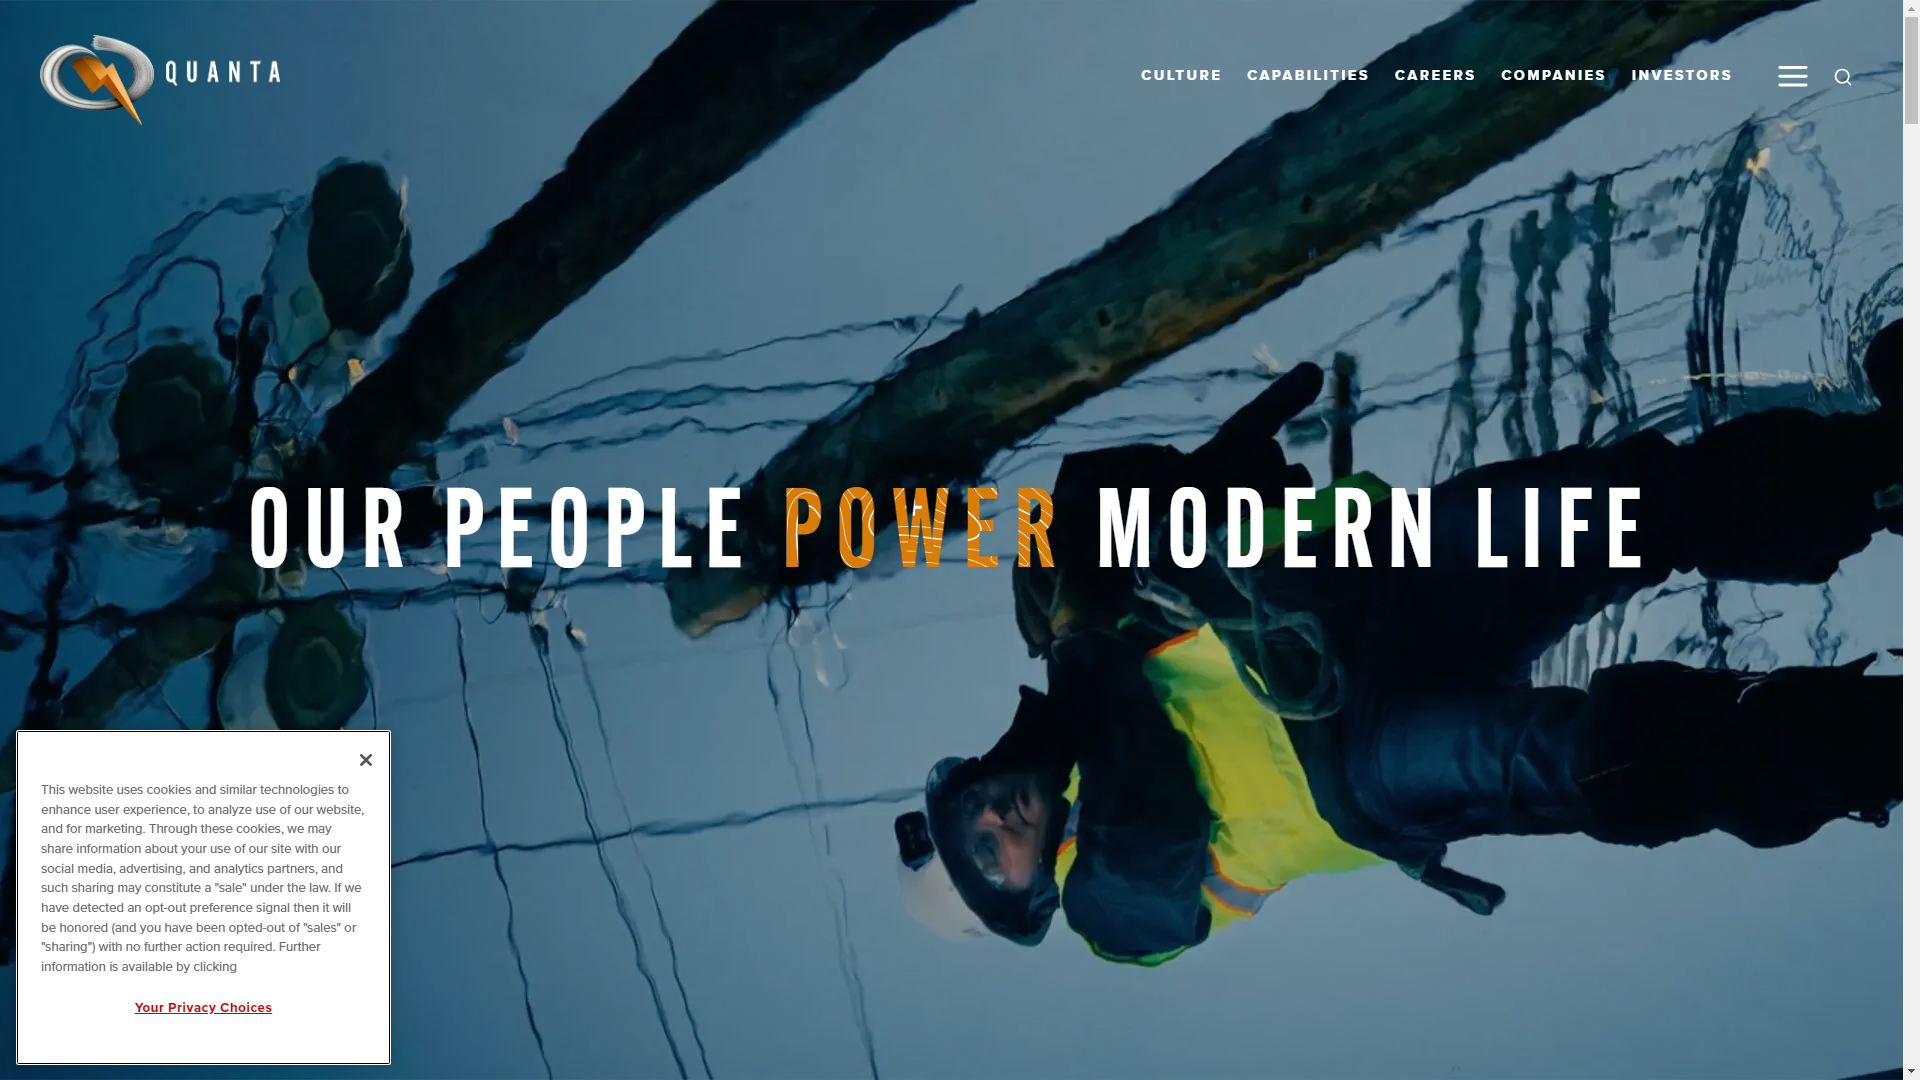 QUANTA
CULTURE CAPABILITIES CAREERS COMPANIES INVESTORS
OUR PEOPLE POWER MODERN LIFE
This website uses cookies and similar technologies to
enhance user experience, to analyze use of our website,
and for marketing. Through these cookies, we may
share information about your use of our site with our
social media, advertising, and analytics partners, and
such sharing may constitute a "sale" under the law. If we
have detected an opt-out preference signal then it will
be honored (and you have been opted-out of "sales" or
"sharing") with no further action required. Further
information is available by clicking
Your Privacy Choices